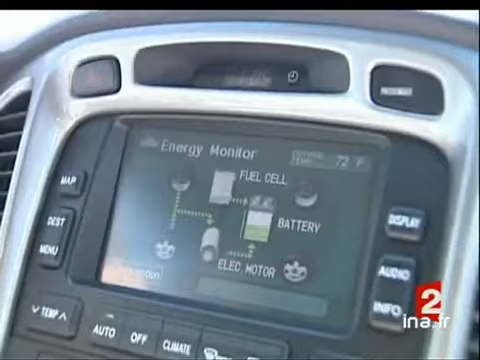 Energy Monitor
72 °F
FUEL CELL
BATTERY
ELEC. MOTOR
MAP
DEST
MENU
DISPLAY
AUDIO
INFO
TEMP
AUTO
OFF
CLIMATE
2
ina.fr